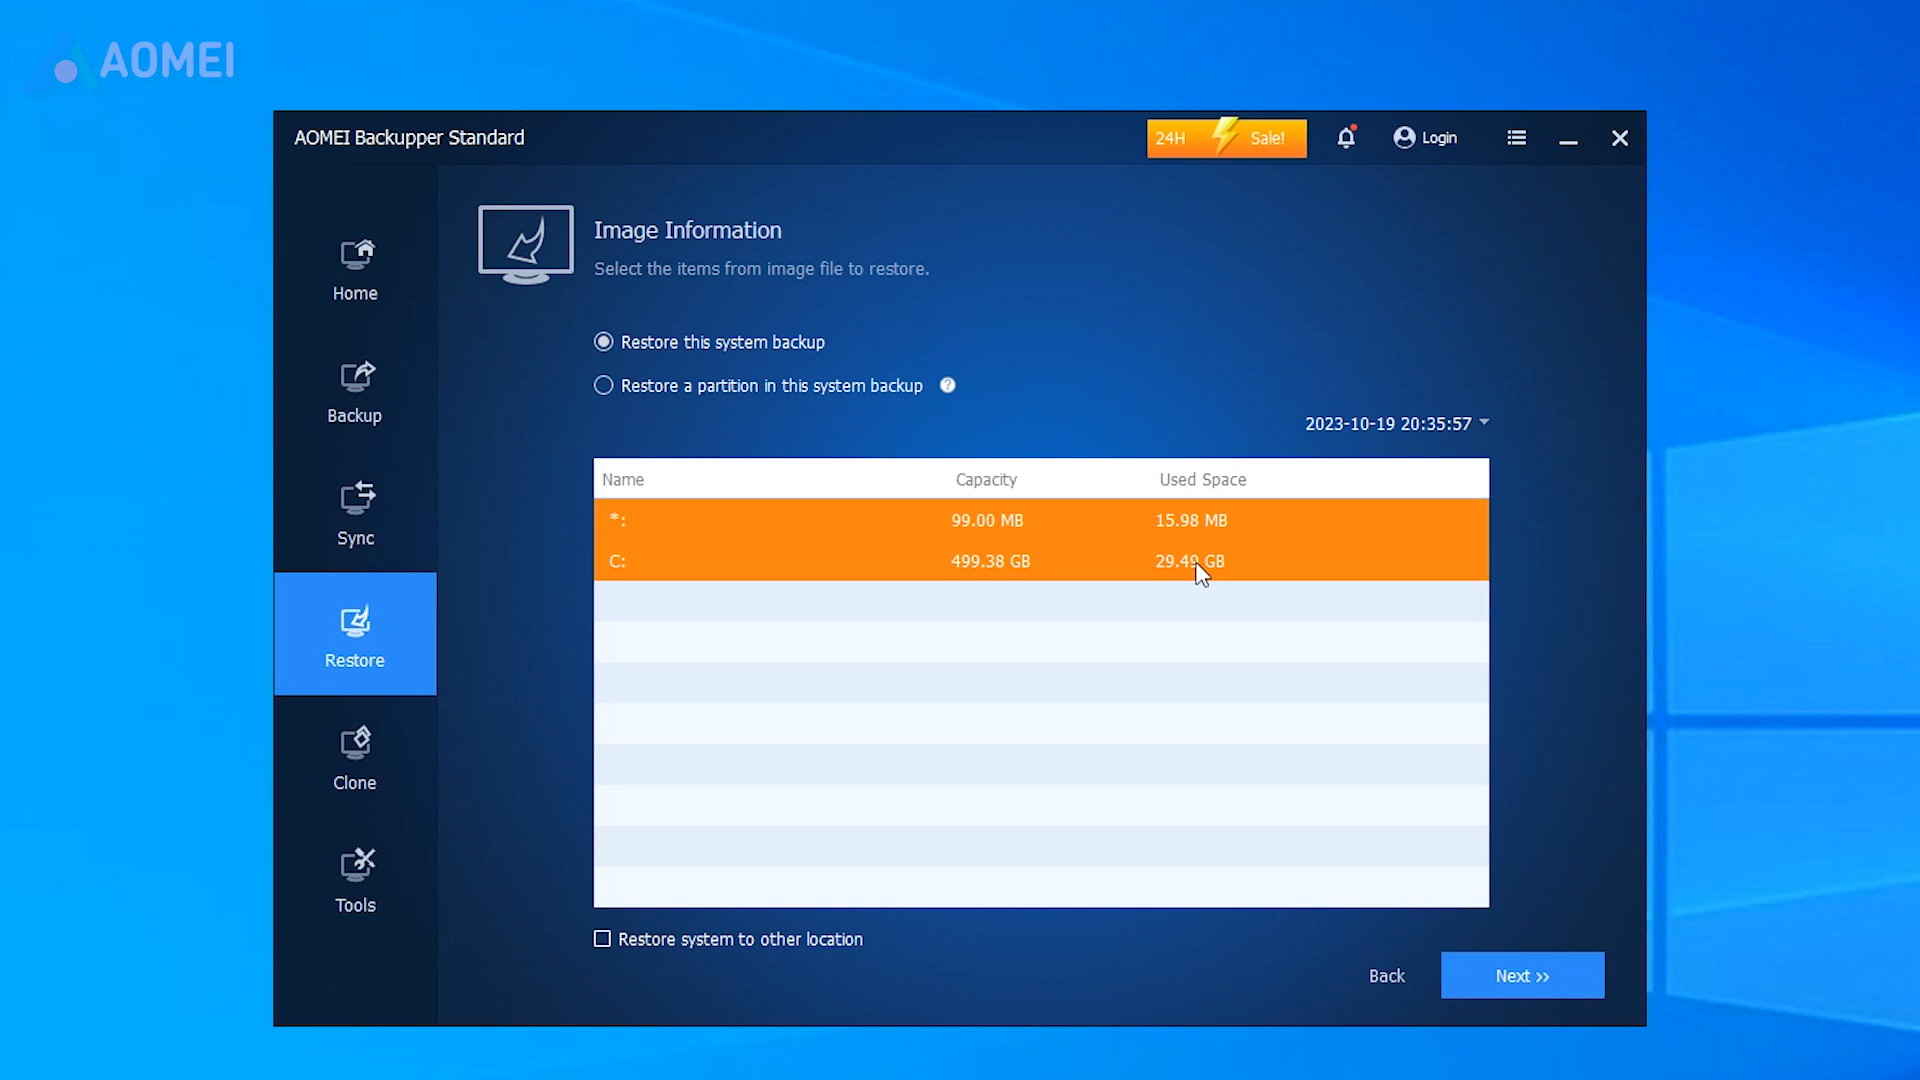 AOMEI
AOMEI Backupper Standard
24H Sale!
Login
Home
Backup
Sync
Restore
Clone
Tools
Image Information
Select the items from image file to restore.
Restore this system backup
Restore a partition in this system backup ?
2023-10-19 20:35:57
Name Capacity Used Space
*: 99.00 MB 15.98 MB
C: 499.38 GB 29.49 GB
Restore system to other location
Back Next >>